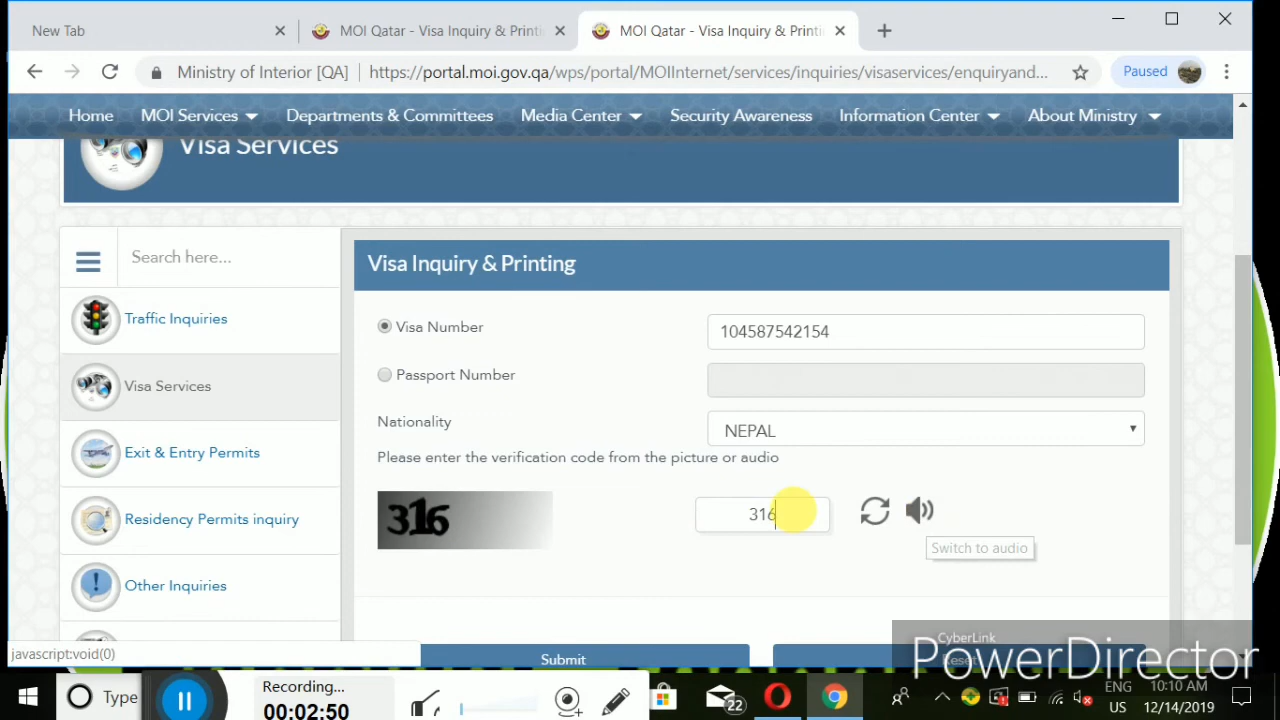 New Tab
MOI Qatar - Visa Inquiry & Printi
MOI Qatar - Visa Inquiry & Printin
Ministry of Interior [QA]
https://portal.moi.gov.qa/wps/portal/MOIInternet/services/inquiries/visaservices/enquiryand...
Paused
Home
MOI Services
Departments & Committees
Media Center
Security Awareness
Information Center
About Ministry
Visa Services
Search here...
Traffic Inquiries
Visa Services
Exit & Entry Permits
Residency Permits inquiry
Other Inquiries
Visa Inquiry & Printing
Visa Number
104587542154
Passport Number
Nationality
NEPAL
Please enter the verification code from the picture or audio
316
316
Switch to audio
Submit
Reset
javascript:void(0)
CyberLink
PowerDirector
Type
Recording...
00:02:50
22
ENG
US
10:10 AM
12/14/2019